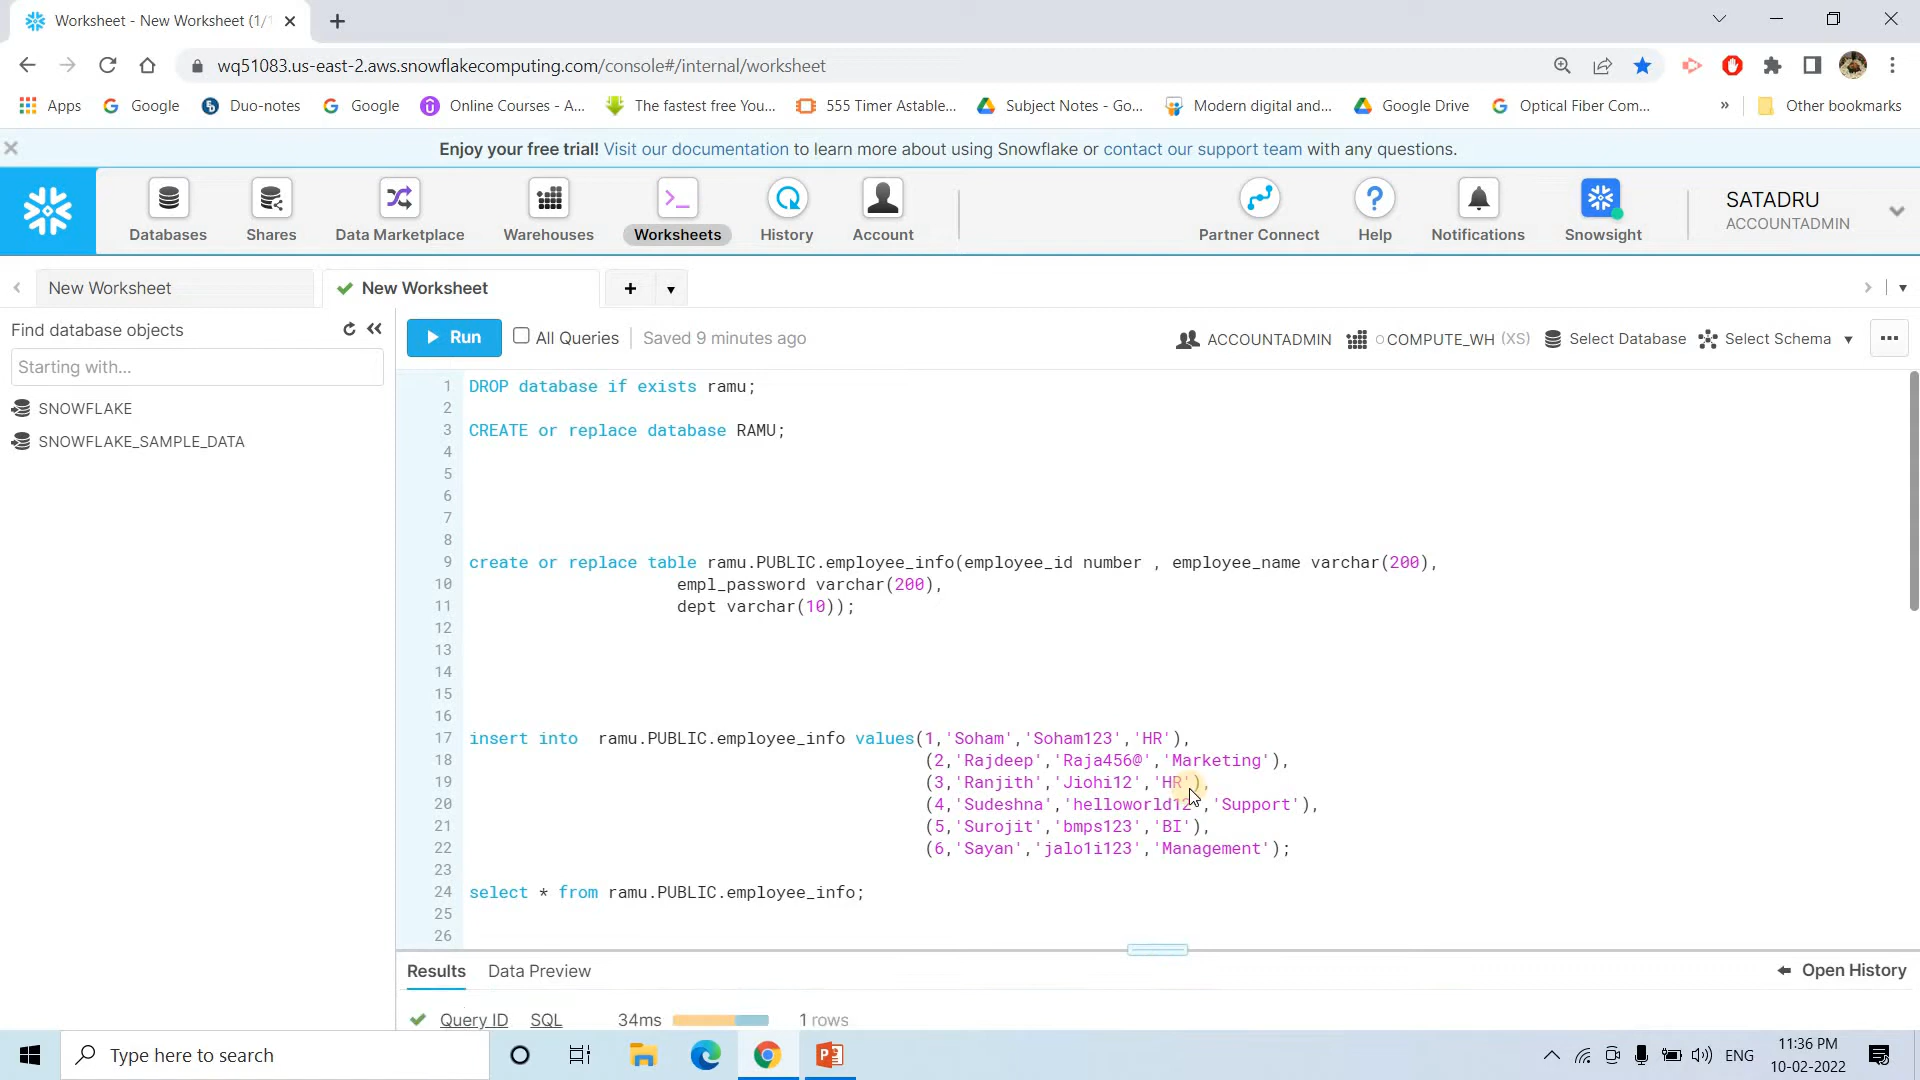 Worksheet - New Worksheet (1/1
wq51083.us-east-2.aws.snowflakecomputing.com/console#/internal/worksheet
Apps Google Duo-notes Google Online Courses - A... The fastest free You... 555 Timer Astable... Subject Notes - Go... Modern digital and... Google Drive Optical Fiber Com... » Other bookmarks
Enjoy your free trial! Visit our documentation to learn more about using Snowflake or contact our support team with any questions.
Databases Shares Data Marketplace Warehouses Worksheets History Account Partner Connect Help Notifications Snowsight
SATADRU
ACCOUNTADMIN
New Worksheet New Worksheet
Find database objects
Starting with...
SNOWFLAKE
SNOWFLAKE_SAMPLE_DATA
Run All Queries Saved 9 minutes ago ACCOUNTADMIN COMPUTE_WH (XS) Select Database Select Schema
1 DROP database if exists ramu;
2
3 CREATE or replace database RAMU;
4
5
6
7
8
9 create or replace table ramu.PUBLIC.employee_info(employee_id number , employee_name varchar(200),
10 empl_password varchar(200),
11 dept varchar(10));
12
13
14
15
16
17 insert into ramu.PUBLIC.employee_info values(1,'Soham','Soham123','HR'),
18 (2,'Rajdeep','Raja456@','Marketing'),
19 (3,'Ranjith','Jiohi12','HR'),
20 (4,'Sudeshna','helloworld12','Support'),
21 (5,'Surojit','bmps123','BI'),
22 (6,'Sayan','jalo1i123','Management');
23
24 select * from ramu.PUBLIC.employee_info;
25
26
Results Data Preview Open History
Query ID SQL 34ms 1 rows
Type here to search
ENG
11:36 PM
10-02-2022